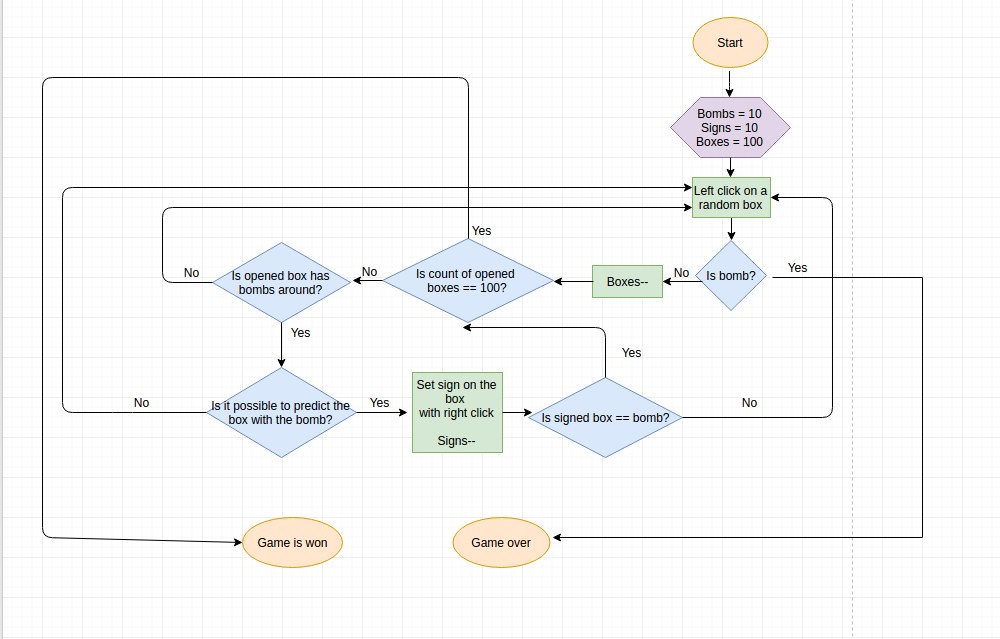 Start
Bombs = 10
Signs = 10
Boxes = 100
Left click on a
random box
Is bomb?
Yes
No
Boxes--
Is count of opened
boxes == 100?
Yes
No
Is opened box has
bombs around?
No
Yes
Is it possible to predict the
box with the bomb?
No
Yes
Set sign on the
box
with right click
Signs--
Is signed box == bomb?
Yes
No
Game is won
Game over